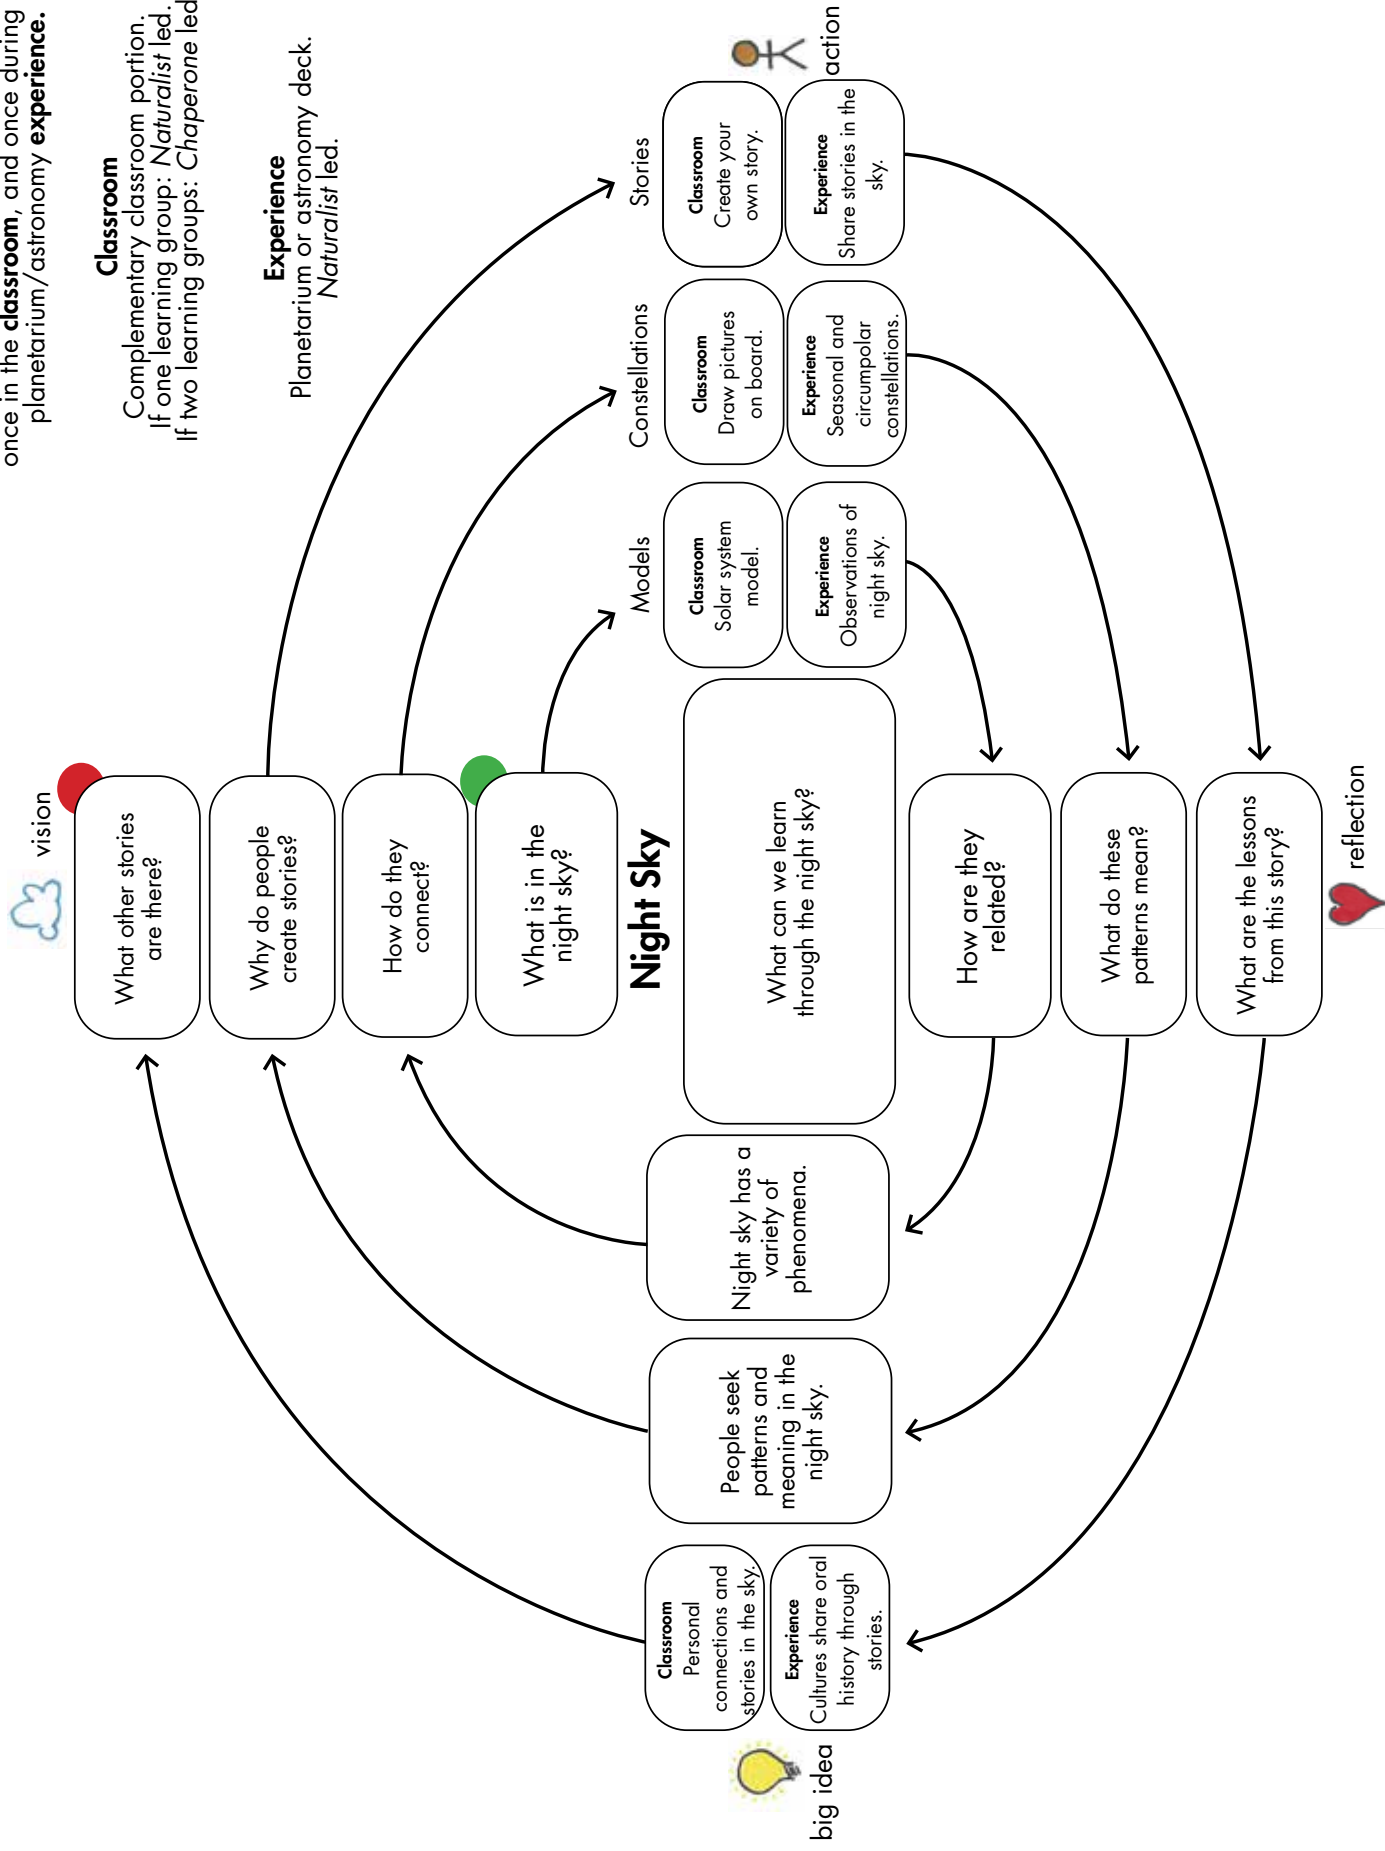 once in the classroom, and once during
planetarium/astronomy experience.
Classroom
Complementary classroom portion.
If one learning group: Naturalist led.
If two learning groups: Chaperone led
Experience
Planetarium or astronomy deck.
Naturalist led.
vision
What other stories
are there?
Why do people
create stories?
How do they
connect?
What is in the
night sky?
Night Sky
What can we learn
through the night sky?
Models
Classroom
Solar system
model.
Experience
Observations of
night sky.
Constellations
Classroom
Draw pictures
on board.
Experience
Seasonal and
circumpolar
constellations.
Stories
Classroom
Create your
own story.
Experience
Share stories in the
sky.
action
How are they
related?
What do these
patterns mean?
What are the lessons
from this story?
reflection
Night sky has a
variety of
phenomena.
People seek
patterns and
meaning in the
night sky.
Classroom
Personal
connections and
stories in the sky.
Experience
Cultures share oral
history through
stories.
big idea